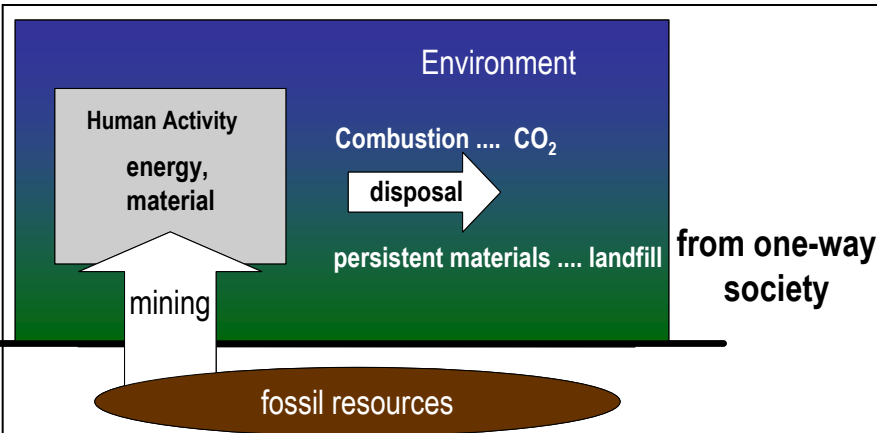 Environment
Human Activity
energy,
material
Combustion .... CO₂
disposal
persistent materials .... landfill
from one-way
society
mining
fossil resources